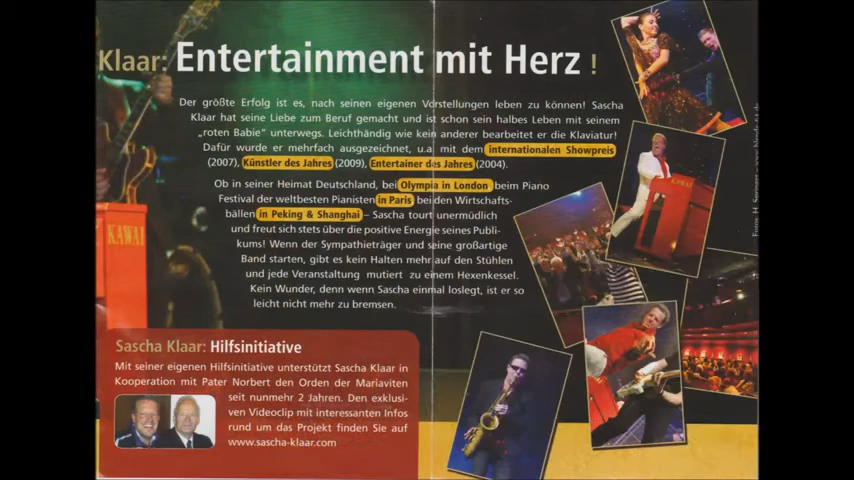 Klaar: Entertainment mit Herz !
Der größte Erfolg ist es, nach seinen eigenen Vorstellungen leben zu können! Sascha
Klaar hat seine Liebe zum Beruf gemacht und ist schon sein halbes Leben mit seinem
„roten Babie“ unterwegs. Leichthändig wie kein anderer bearbeitet er die Klaviatur!
Dafür wurde er mehrfach ausgezeichnet, u.a. mit dem internationalen Showpreis
(2007), Künstler des Jahres (2009), Entertainer des Jahres (2004).
Ob in seiner Heimat Deutschland, bei Olympia in London beim Piano
Festival der weltbesten Pianisten in Paris bei den Wirtschafts-
bällen in Peking & Shanghai – Sascha tourt unermüdlich
und freut sich stets über die positive Energie seines Publi-
kums! Wenn der Sympathieträger und seine großartige
Band starten, gibt es kein Halten mehr auf den Stühlen
und jede Veranstaltung mutiert zu einem Hexenkessel.
Kein Wunder, denn wenn Sascha einmal loslegt, ist er so
leicht nicht mehr zu bremsen.
KAWAI
KAWAI
Sascha Klaar: Hilfsinitiative
Mit seiner eigenen Hilfsinitiative unterstützt Sascha Klaar in
Kooperation mit Pater Norbert den Orden der Mariaviten
seit nunmehr 2 Jahren. Den exklusi-
ven Videoclip mit interessanten Infos
rund um das Projekt finden Sie auf
www.sascha-klaar.com